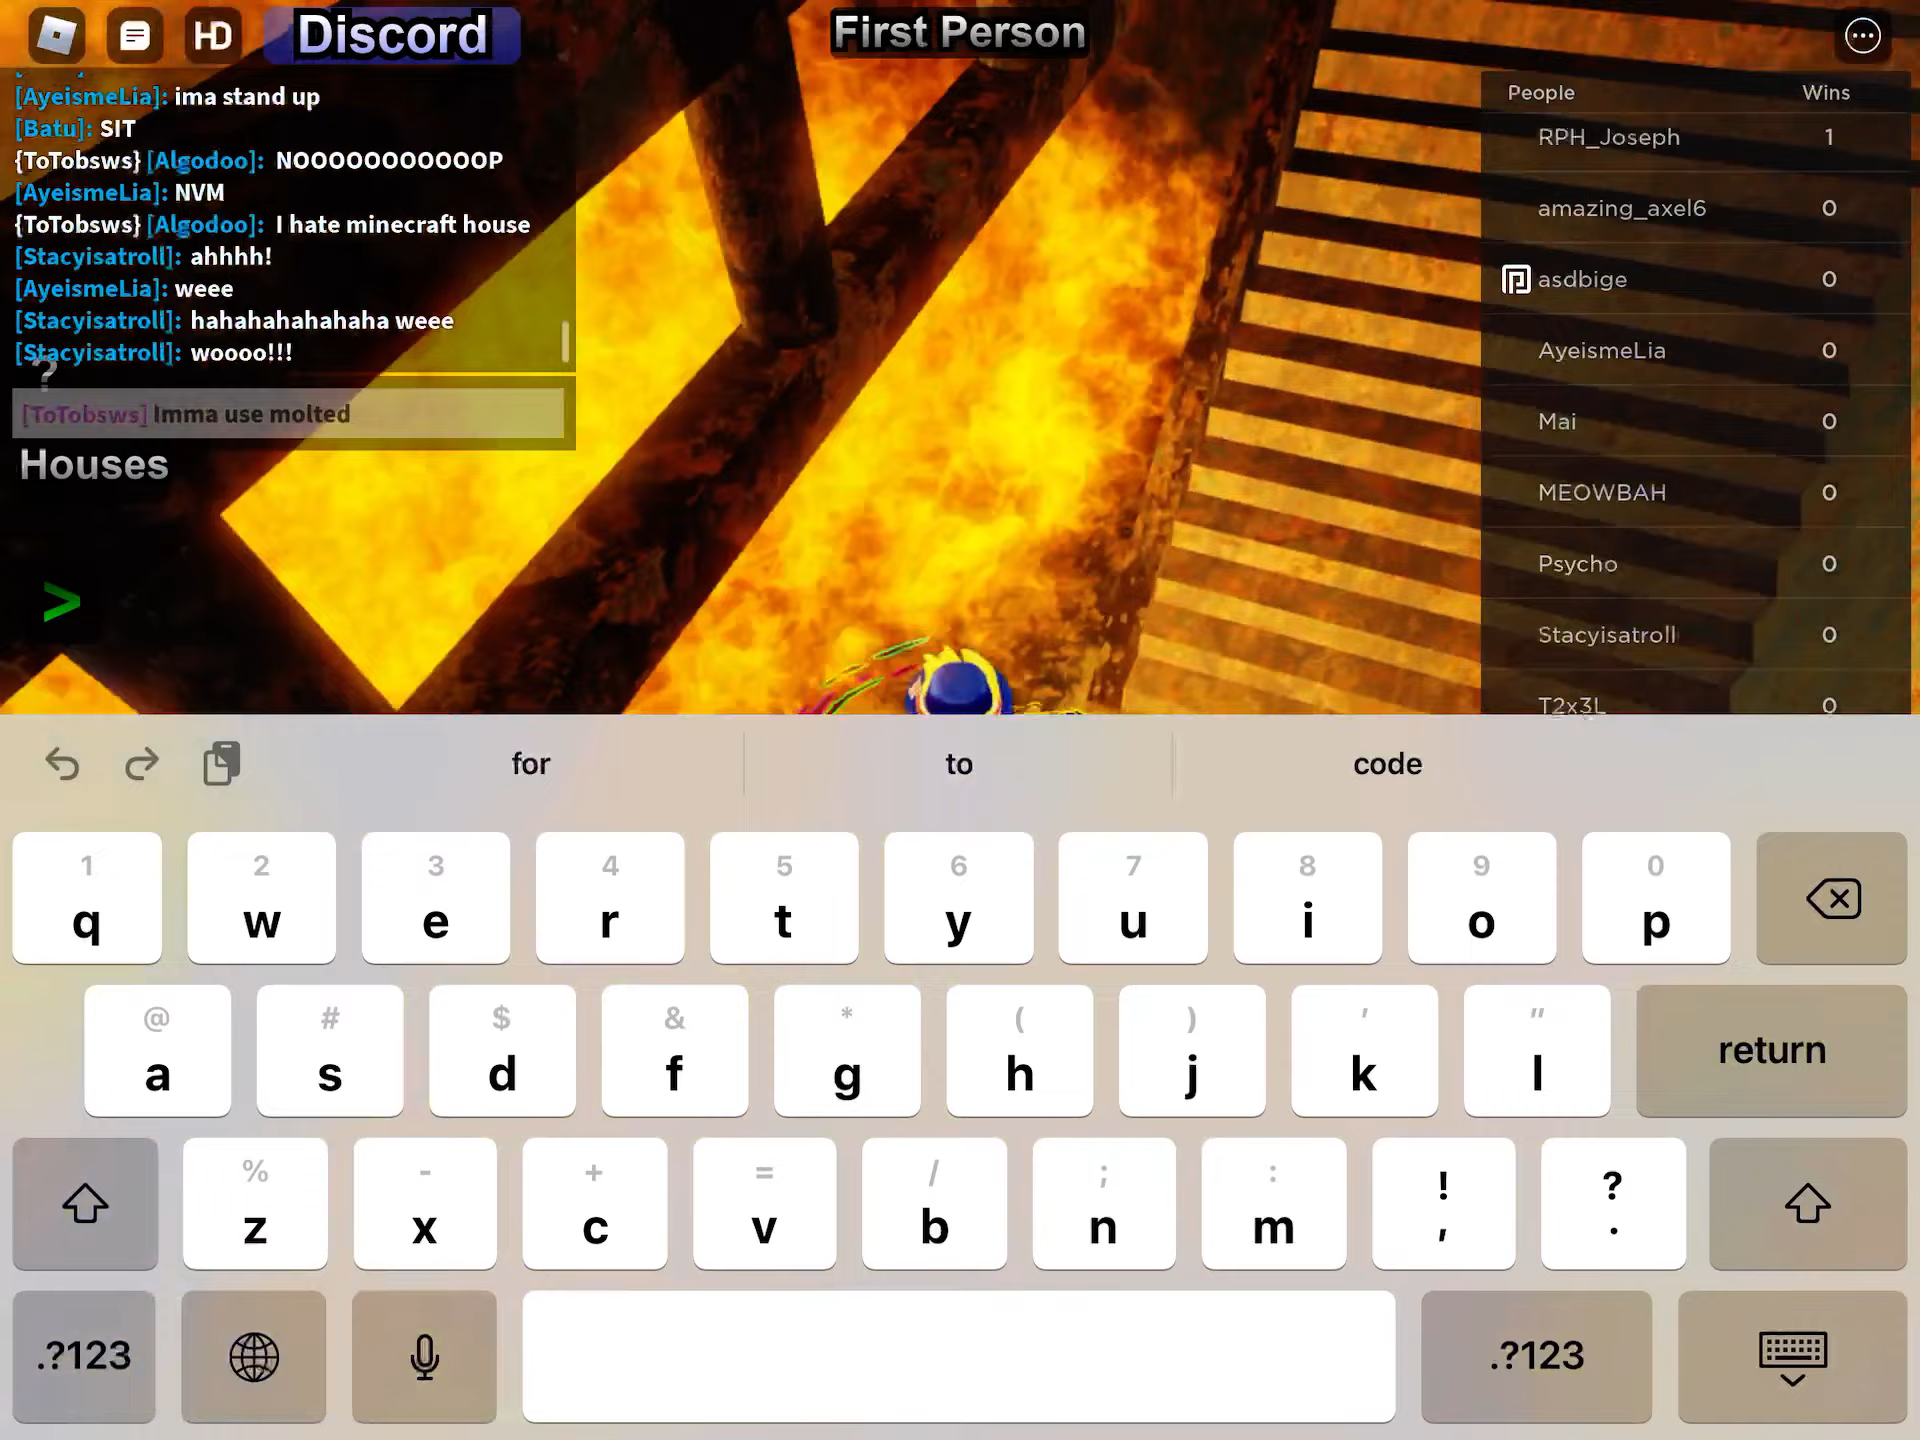 HD
Discord
First Person
[AyeismeLia]: ima stand up
[Batu]: SIT
{ToTobsws} [Algodoo]: NOOOOOOOOOOOP
[AyeismeLia]: NVM
{ToTobsws} [Algodoo]: I hate minecraft house
[Stacyisatroll]: ahhhh!
[AyeismeLia]: weee
[Stacyisatroll]: hahahahahahaha weee
[Stacyisatroll]: woooo!!!
?
[ToTobsws] Imma use molted
Houses
>
People Wins
RPH_Joseph 1
amazing_axel6 0
asdbige 0
AyeismeLia 0
Mai 0
MEOWBAH 0
Psycho 0
Stacyisatroll 0
T2x3L 0
for to code
1 2 3 4 5 6 7 8 9 0
q w e r t y u i o p
@ # $ & * ( ) ' "
a s d f g h j k l return
% - + = / ; : ! ?
z x c v b n m , .
.?123 .?123